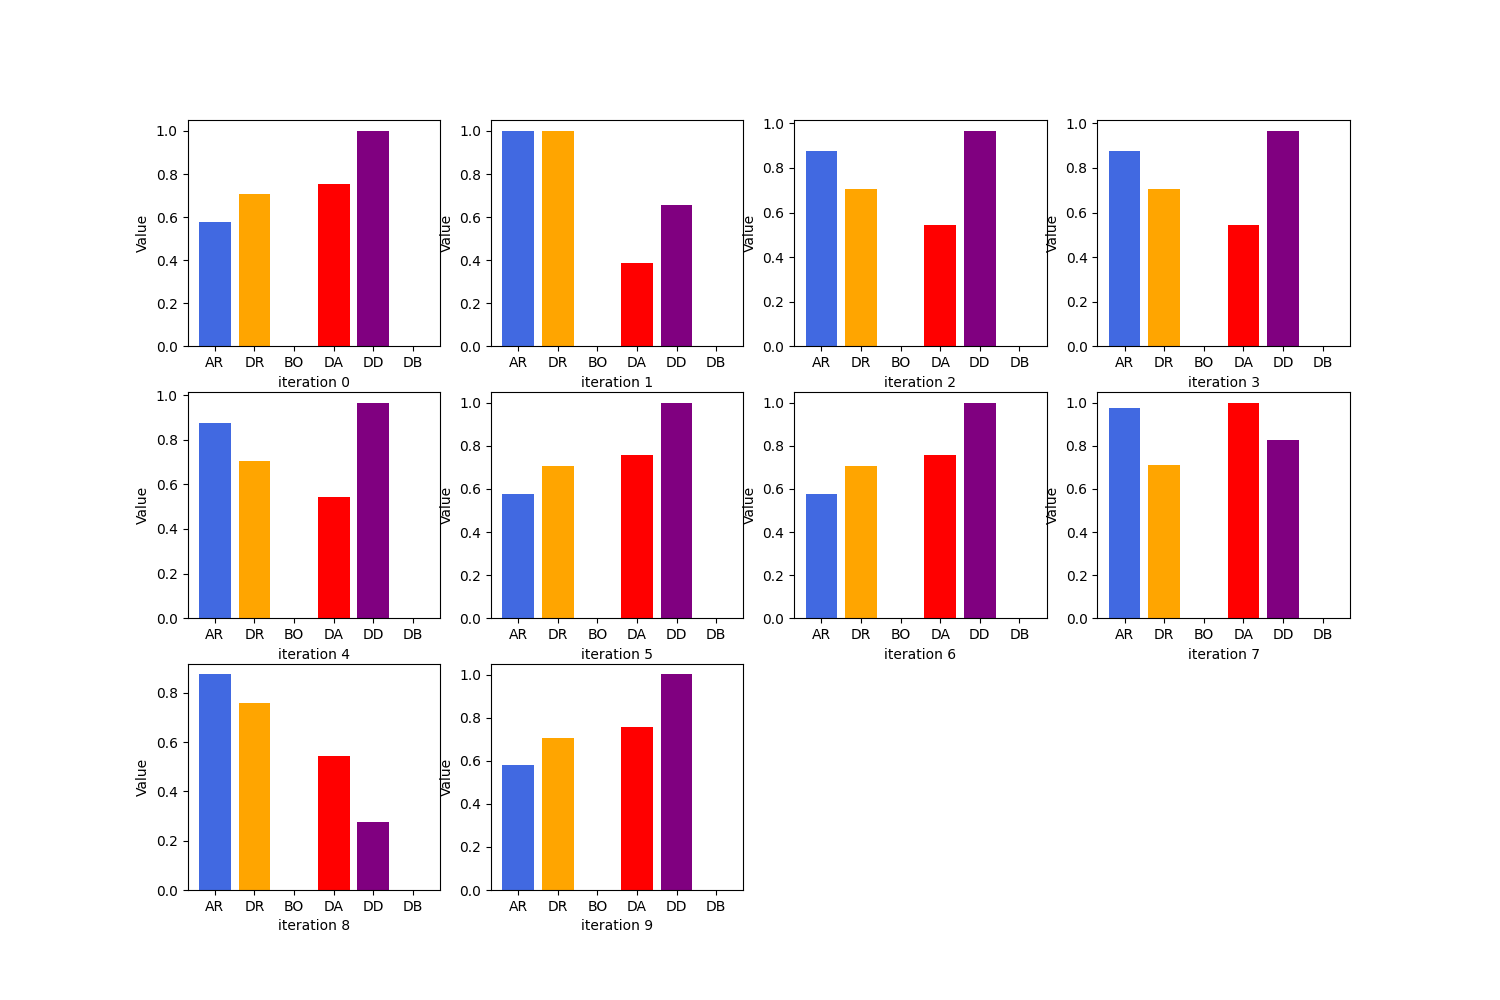 1.0
0.8
0.6
0.4
0.2
0.0
Value
AR DR BO DA DD DB
iteration 0
1.0
0.8
0.6
0.4
0.2
0.0
Value
AR DR BO DA DD DB
iteration 1
1.0
0.8
0.6
0.4
0.2
0.0
Value
AR DR BO DA DD DB
iteration 2
1.0
0.8
0.6
0.4
0.2
0.0
Value
AR DR BO DA DD DB
iteration 3
1.0
0.8
0.6
0.4
0.2
0.0
Value
AR DR BO DA DD DB
iteration 4
1.0
0.8
0.6
0.4
0.2
0.0
Value
AR DR BO DA DD DB
iteration 5
1.0
0.8
0.6
0.4
0.2
0.0
Value
AR DR BO DA DD DB
iteration 6
1.0
0.8
0.6
0.4
0.2
0.0
Value
AR DR BO DA DD DB
iteration 7
0.8
0.6
0.4
0.2
0.0
Value
AR DR BO DA DD DB
iteration 8
1.0
0.8
0.6
0.4
0.2
0.0
Value
AR DR BO DA DD DB
iteration 9